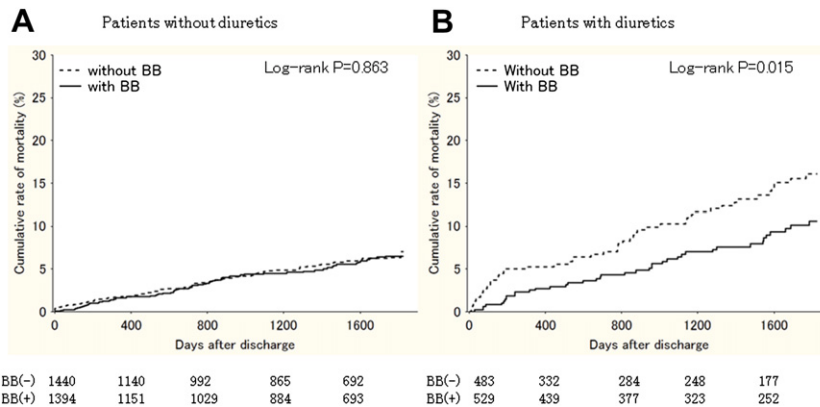 A Patients without diuretics
30
25
20
15
10
5
0
Cumulative rate of mortality (%)
without BB
with BB
Log-rank P=0.863
0 400 800 1200 1600
Days after discharge
BB(-) 1440 1140 992 865 692
BB(+) 1394 1151 1029 884 693
B Patients with diuretics
30
25
20
15
10
5
0
Cumulative rate of mortality (%)
Without BB
With BB
Log-rank P=0.015
0 400 800 1200 1600
Days after discharge
BB(-) 483 332 284 248 177
BB(+) 529 439 377 323 252